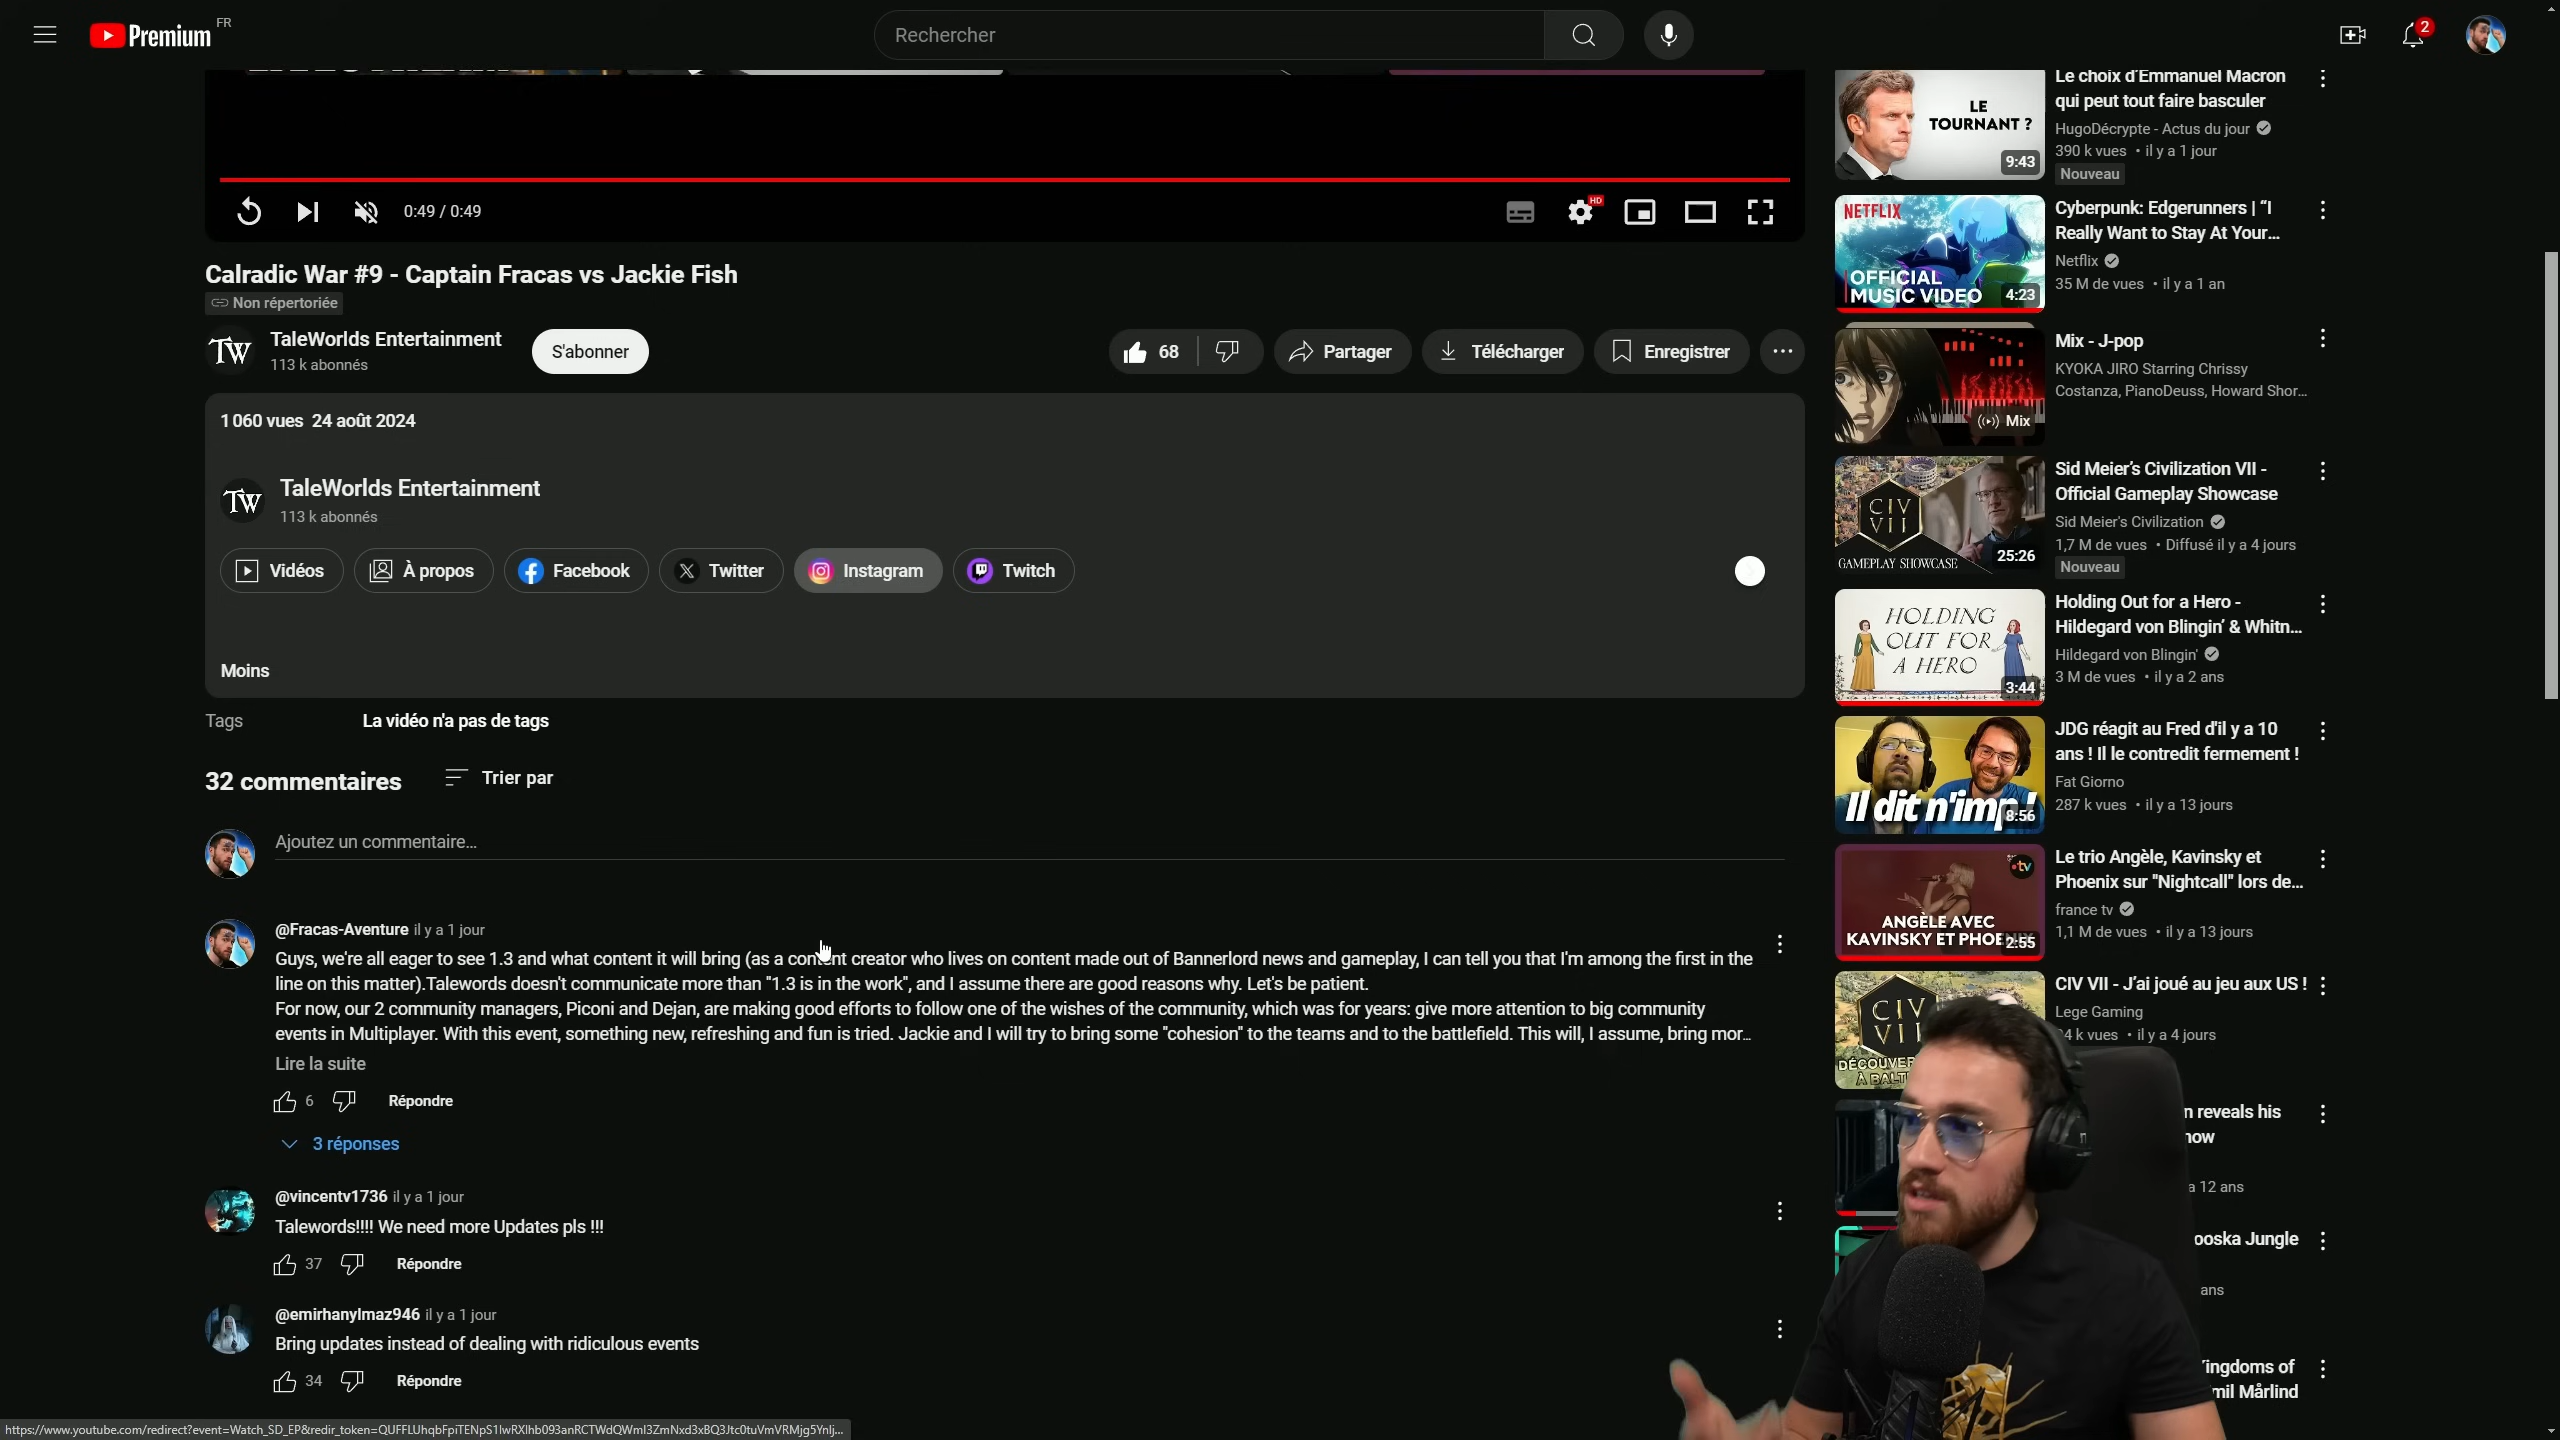 Premium
FR
Rechercher
2
0:49 / 0:49
HD
Calradic War #9 - Captain Fracas vs Jackie Fish
Non répertoriée
TW
TaleWorlds Entertainment
113 k abonnés
S'abonner
68
Partager
Télécharger
Enregistrer
1 060 vues 24 août 2024
TW
TaleWorlds Entertainment
113 k abonnés
Vidéos
À propos
Facebook
Twitter
Instagram
Twitch
Moins
Tags
La vidéo n'a pas de tags
32 commentaires
Trier par
Ajoutez un commentaire...
@Fracas-Aventure il y a 1 jour
Guys, we're all eager to see 1.3 and what content it will bring (as a content creator who lives on content made out of Bannerlord news and gameplay, I can tell you that I'm among the first in the
line on this matter).Talewords doesn't communicate more than "1.3 is in the work", and I assume there are good reasons why. Let's be patient.
For now, our 2 community managers, Piconi and Dejan, are making good efforts to follow one of the wishes of the community, which was for years: give more attention to big community
events in Multiplayer. With this event, something new, refreshing and fun is tried. Jackie and I will try to bring some "cohesion" to the teams and to the battlefield. This will, I assume, bring mor...
Lire la suite
6
Répondre
3 réponses
@vincentv1736 il y a 1 jour
Talewords!!!! We need more Updates pls !!!
37
Répondre
@emirhanylmaz946 il y a 1 jour
Bring updates instead of dealing with ridiculous events
34
Répondre
LE
TOURNANT ?
9:43
Le choix d'Emmanuel Macron
qui peut tout faire basculer
HugoDécrypte - Actus du jour
390 k vues • il y a 1 jour
Nouveau
NETFLIX
OFFICIAL
MUSIC VIDEO
4:23
Cyberpunk: Edgerunners | “I
Really Want to Stay At Your...
Netflix
35 M de vues • il y a 1 an
Mix
Mix - J-pop
KYOKA JIRO Starring Chrissy
Costanza, PianoDeuss, Howard Shor...
CIV
VII
GAMEPLAY SHOWCASE
25:26
Sid Meier's Civilization VII -
Official Gameplay Showcase
Sid Meier's Civilization
1,7 M de vues • Diffusé il y a 4 jours
Nouveau
HOLDING
OUT FOR
A HERO
3:44
Holding Out for a Hero -
Hildegard von Blingin' & Whitn...
Hildegard von Blingin'
3 M de vues • il y a 2 ans
Il dit n'imp !
8:56
JDG réagit au Fred d'il y a 10
ans ! Il le contredit fermement !
Fat Giorno
287 k vues • il y a 13 jours
•tv
ANGÈLE AVEC
KAVINSKY ET
2:55
Le trio Angèle, Kavinsky et
Phoenix sur "Nightcall" lors de...
france tv
1,1 M de vues • il y a 13 jours
CIV
VII
À
CIV VII - J'ai joué au jeu aux US !
Lege Gaming
4 k vues • il y a 4 jours
n reveals his
now
a 12 ans
ooska Jungle
ans
ingdoms of
mil Mårlind